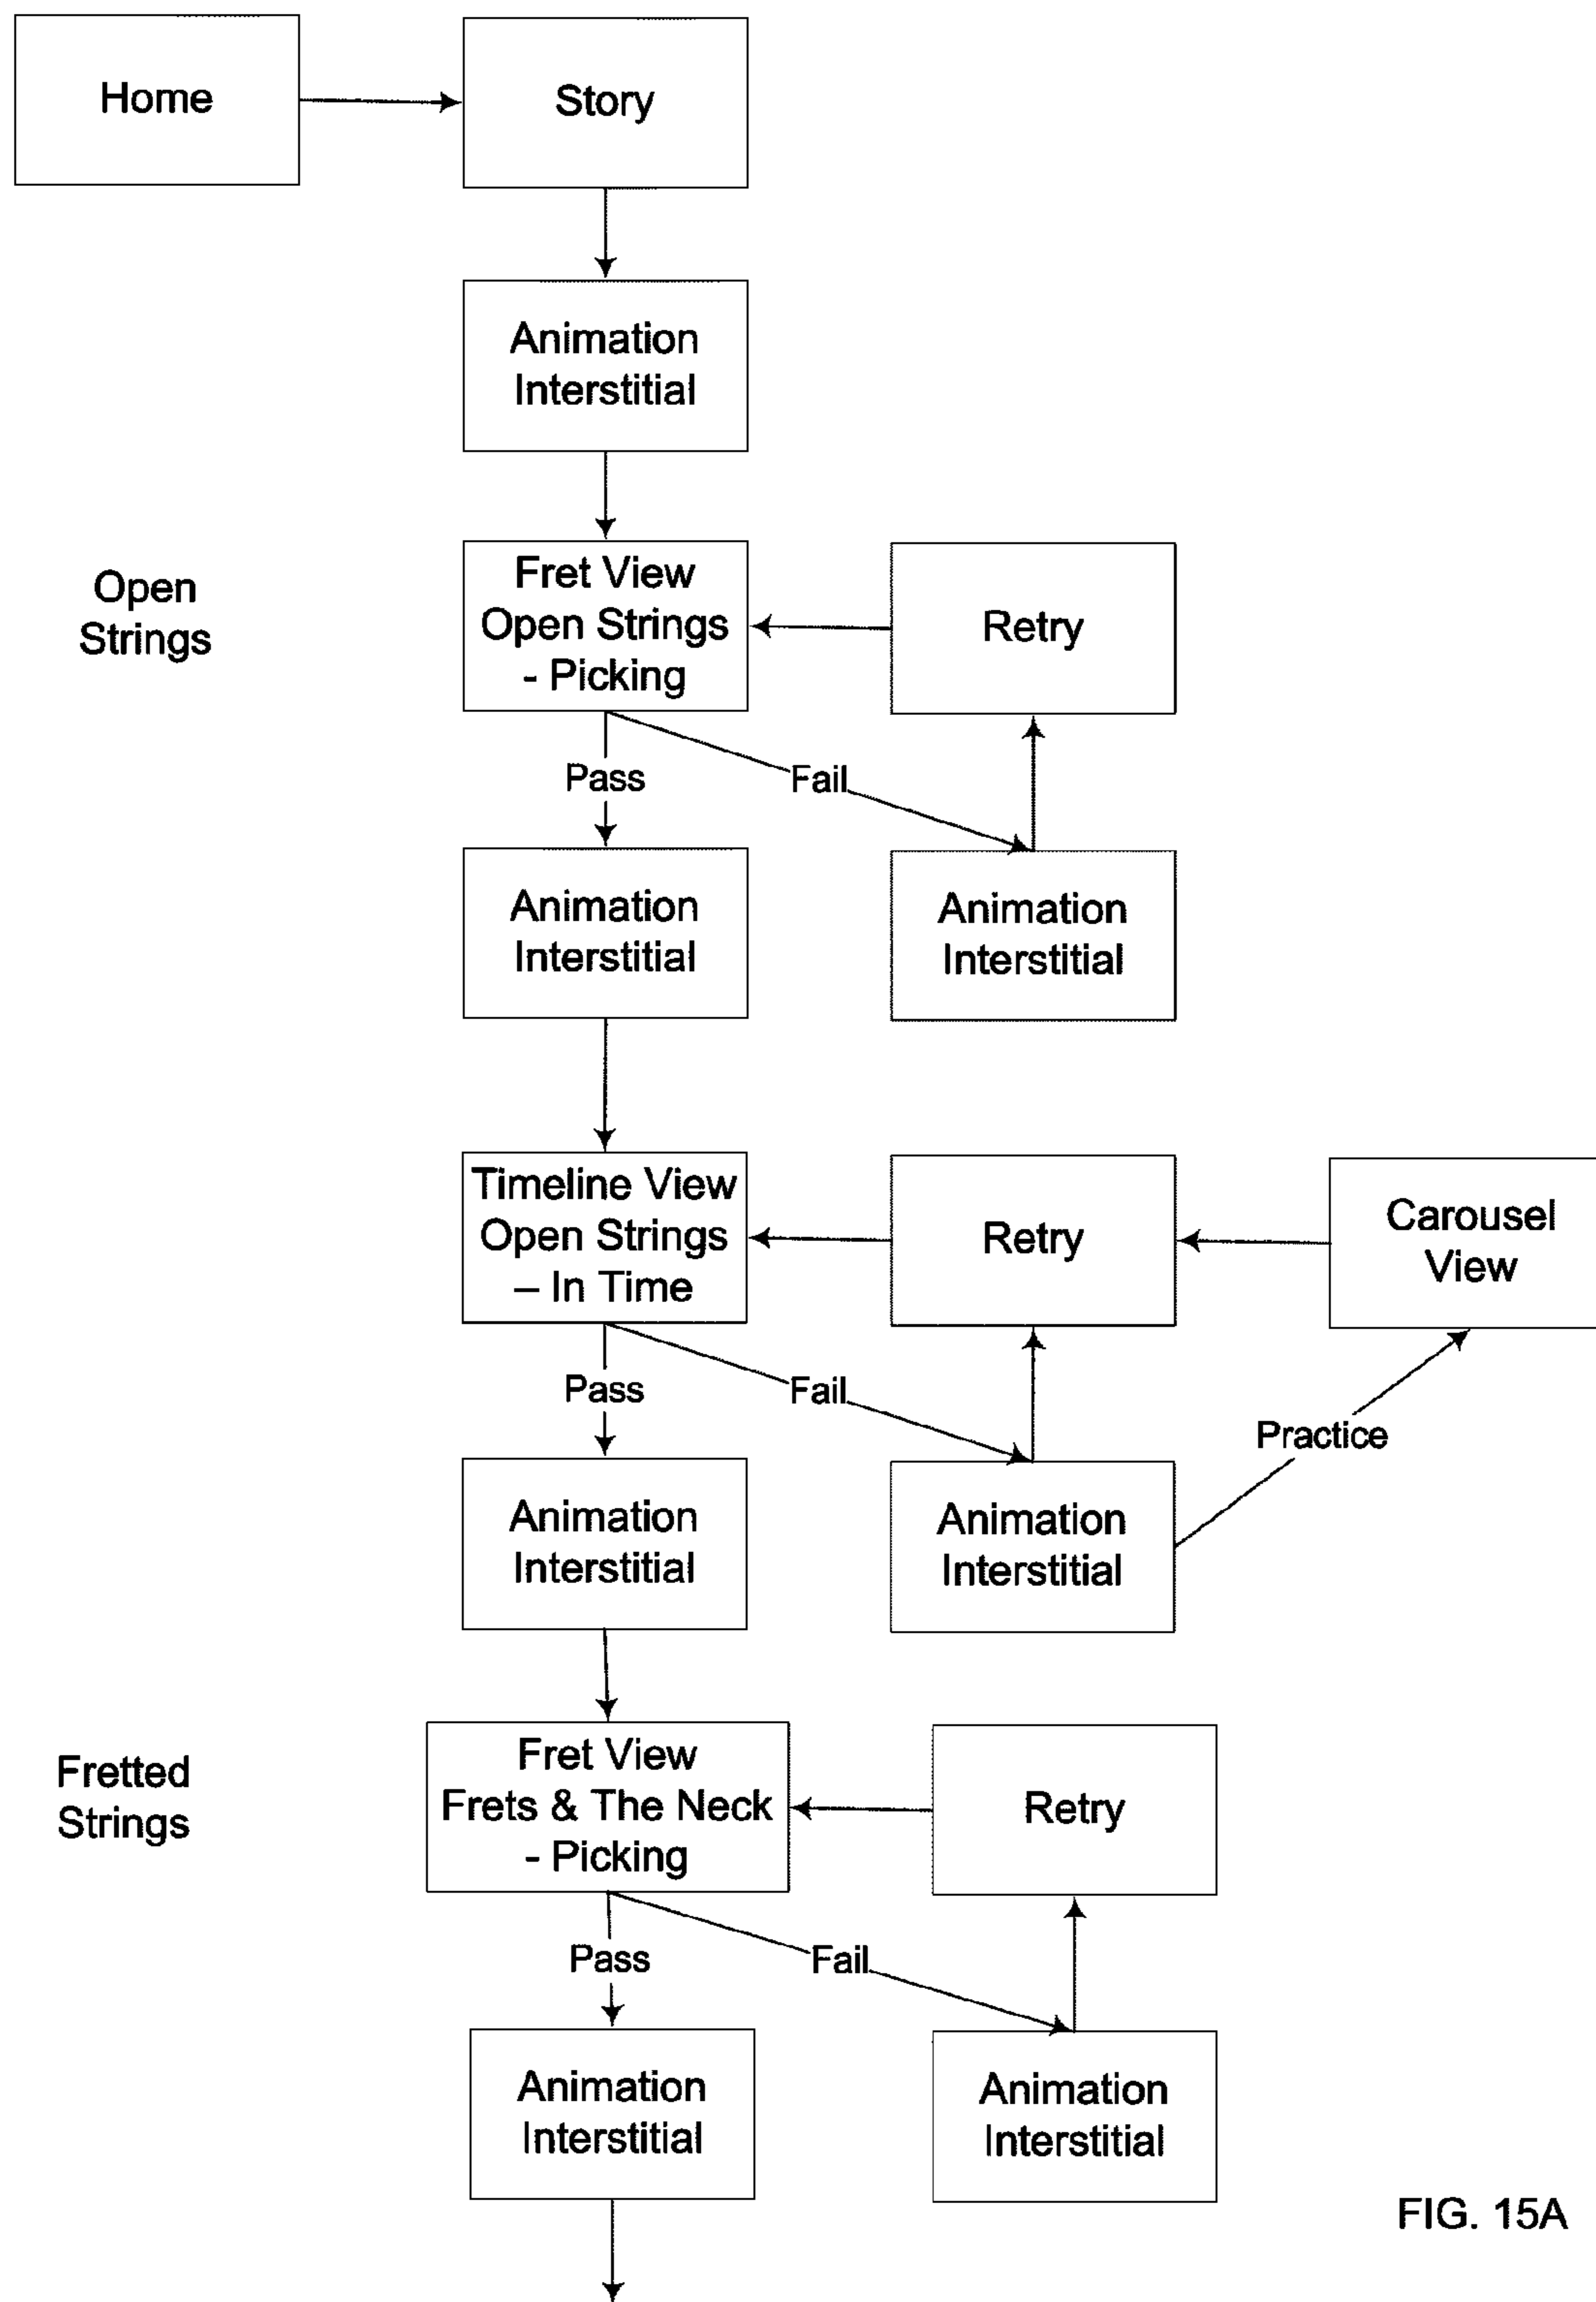 Home
Story
Animation
Interstitial
Open
Strings
Fret View
Open Strings
- Picking
Retry
Pass
Fail
Animation
Interstitial
Animation
Interstitial
Timeline View
Open Strings
– In Time
Retry
Carousel
View
Pass
Fail
Practice
Animation
Interstitial
Animation
Interstitial
Fretted
Strings
Fret View
Frets & The Neck
- Picking
Retry
Pass
Fail
Animation
Interstitial
Animation
Interstitial
FIG. 15A